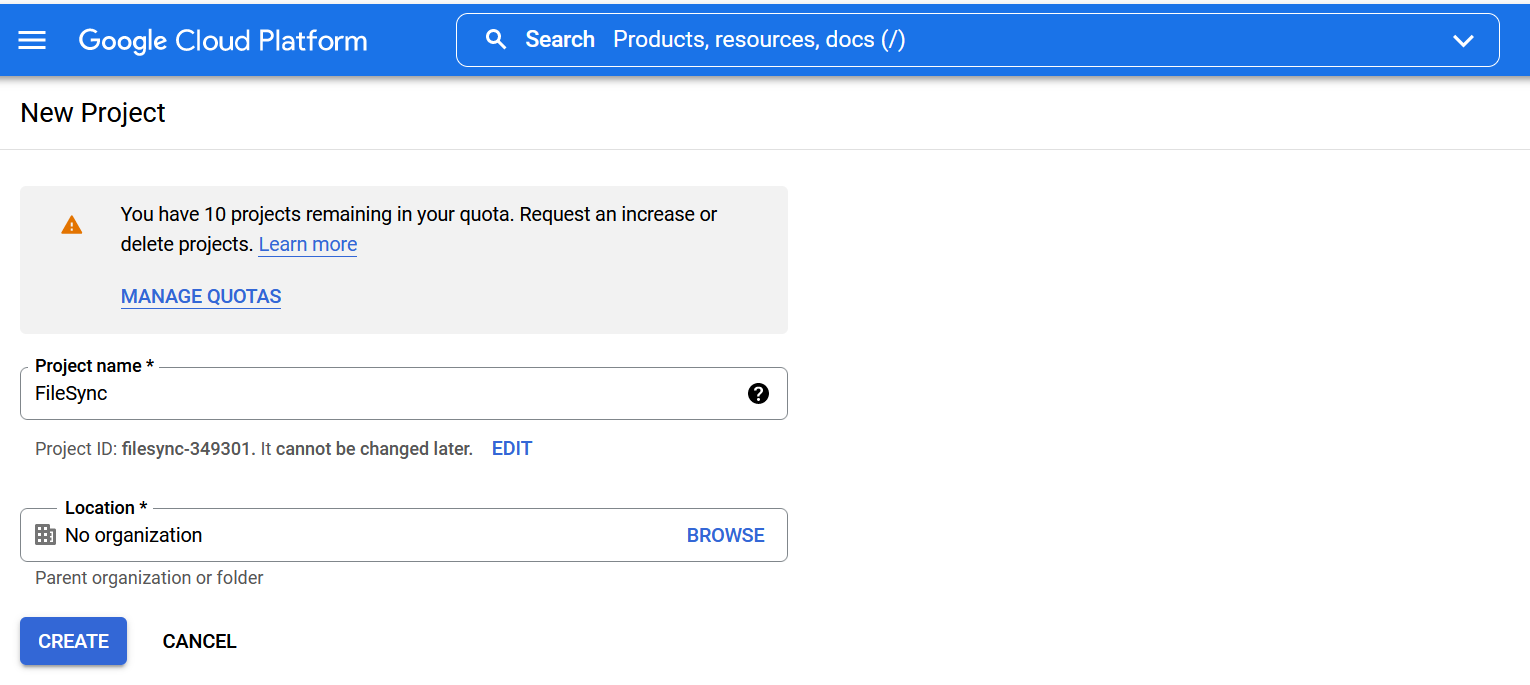 Google Cloud Platform
Search Products, resources, docs (/)
New Project
You have 10 projects remaining in your quota. Request an increase or
delete projects. Learn more
MANAGE QUOTAS
Project name *
FileSync
Project ID: filesync-349301. It cannot be changed later. EDIT
Location *
No organization BROWSE
Parent organization or folder
CREATE CANCEL